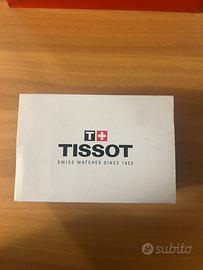 T+
TISSOT
SWISS WATCHES SINCE 1853
subito